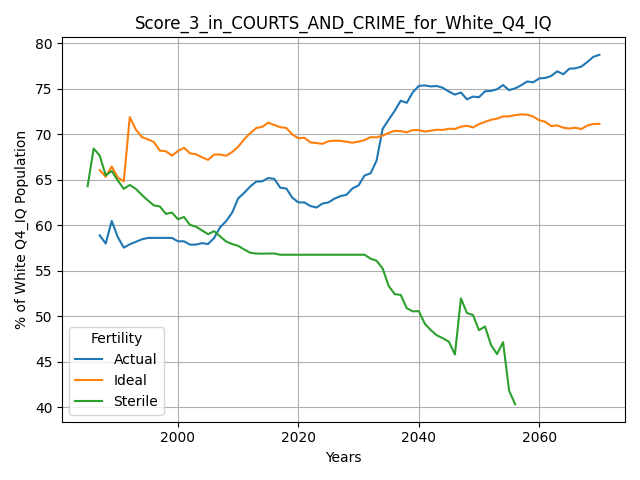 Score_3_in_COURTS_AND_CRIME_for_White_Q4_IQ
% of White Q4_IQ Population
80
75
70
65
60
55
50
45
40
Fertility
Actual
Ideal
Sterile
2000 2020 2040 2060
Years